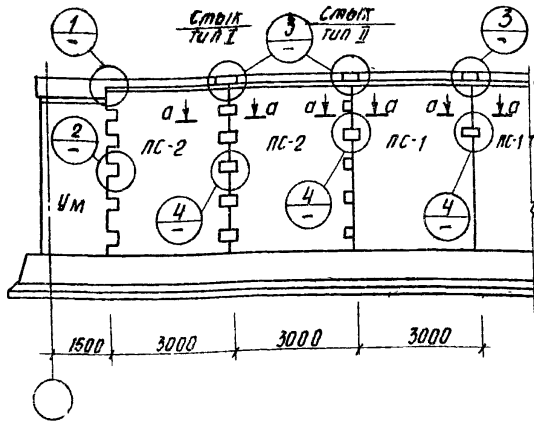 Стык тип I
Стык тип II
1 -
3 -
3 -
а а а а а
2 -
ПС-2
ПС-2
ПС-1
ПС-1
Ум
4 -
4 -
4 -
1500 3000 3000 3000